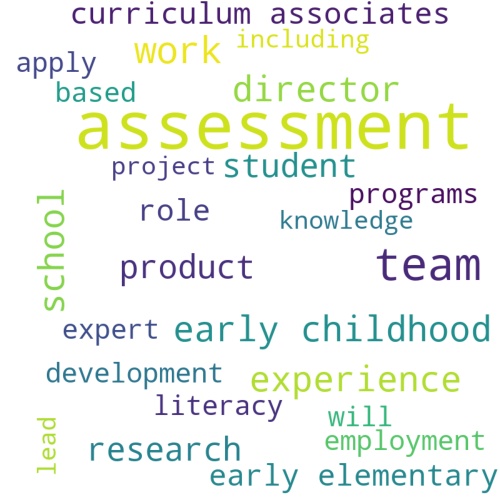 curriculum associates
work including
apply
based director
assessment
project student
programs
role knowledge
school
product team
expert early childhood
development experience
literacy will
lead
research employment
early elementary